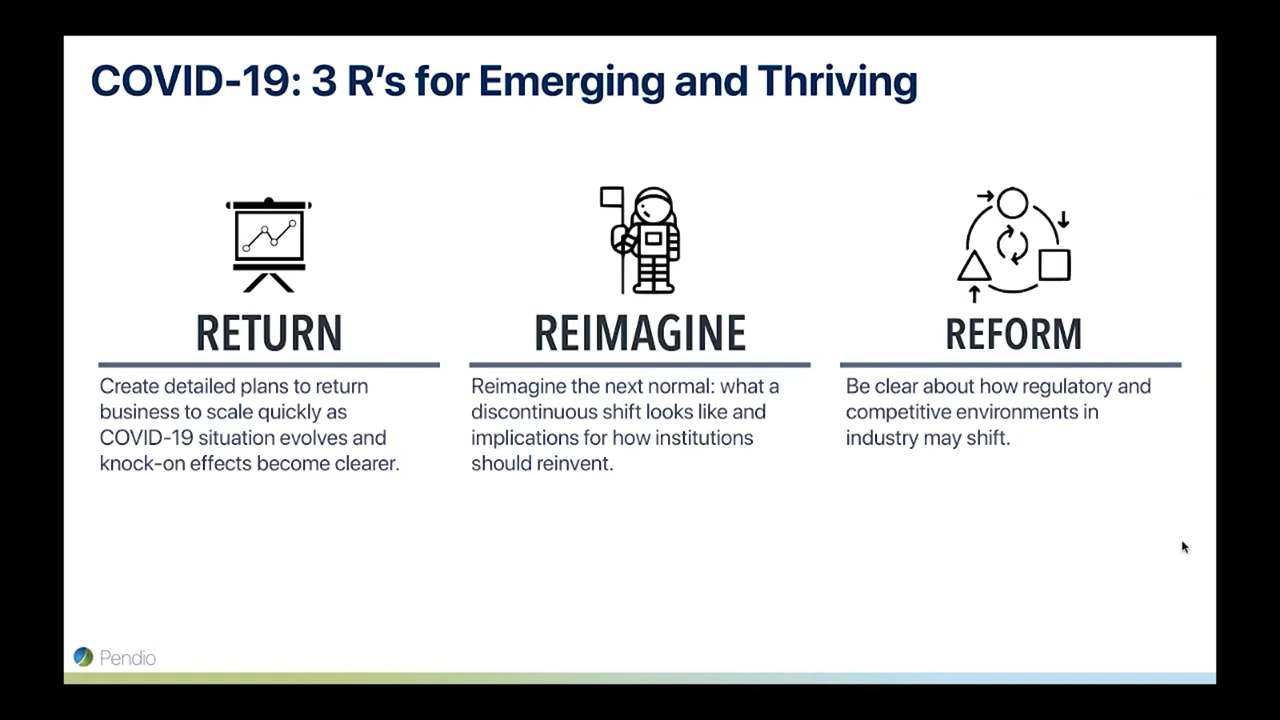 COVID-19: 3 R’s for Emerging and Thriving
RETURN
Create detailed plans to return
business to scale quickly as
COVID-19 situation evolves and
knock-on effects become clearer.
REIMAGINE
Reimagine the next normal: what a
discontinuous shift looks like and
implications for how institutions
should reinvent.
REFORM
Be clear about how regulatory and
competitive environments in
industry may shift.
Pendio